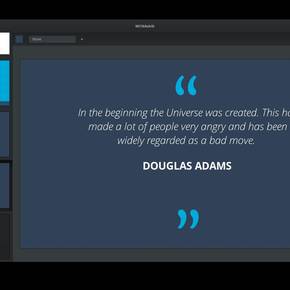 “
In the beginning the Universe was created. This ha
made a lot of people very angry and has been
widely regarded as a bad move.
DOUGLAS ADAMS
”